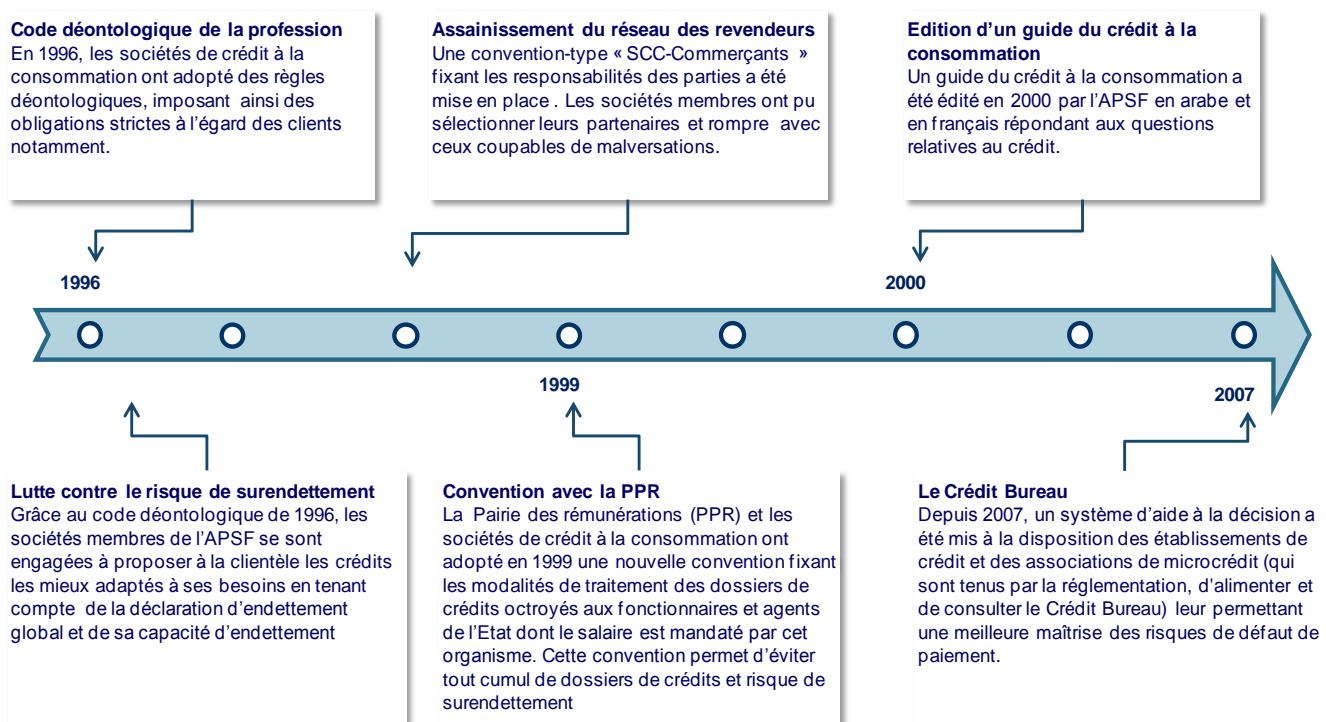 Code déontologique de la profession
En 1996, les sociétés de crédit à la
consommation ont adopté des règles
déontologiques, imposant ainsi des
obligations strictes à l'égard des clients
notamment.
Assainissement du réseau des revendeurs
Une convention-type « SCC-Commerçants »
fixant les responsabilités des parties a été
mise en place . Les sociétés membres ont pu
sélectionner leurs partenaires et rompre avec
ceux coupables de malversations.
Edition d'un guide du crédit à la
consommation
Un guide du crédit à la consommation a
été édité en 2000 par l'APSF en arabe et
en français répondant aux questions
relatives au crédit.
1996
2000
1999
2007
Lutte contre le risque de surendettement
Grâce au code déontologique de 1996, les
sociétés membres de l'APSF se sont
engagées à proposer à la clientèle les crédits
les mieux adaptés à ses besoins en tenant
compte de la déclaration d'endettement
global et de sa capacité d'endettement
Convention avec la PPR
La Pairie des rémunérations (PPR) et les
sociétés de crédit à la consommation ont
adopté en 1999 une nouvelle convention fixant
les modalités de traitement des dossiers de
crédits octroyés aux fonctionnaires et agents
de l'Etat dont le salaire est mandaté par cet
organisme. Cette convention permet d'éviter
tout cumul de dossiers de crédits et risque de
surendettement
Le Crédit Bureau
Depuis 2007, un système d'aide à la décision a
été mis à la disposition des établissements de
crédit et des associations de microcrédit (qui
sont tenus par la réglementation, d'alimenter et
de consulter le Crédit Bureau) leur permettant
une meilleure maîtrise des risques de défaut de
paiement.